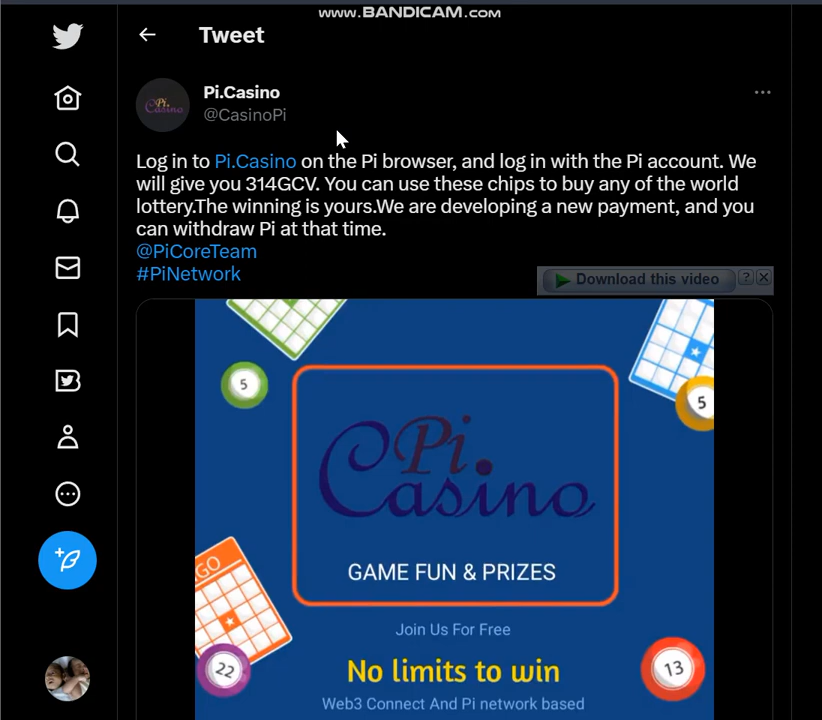 www.BANDICAM.com
Tweet
Pi.Casino
@CasinoPi
Log in to Pi.Casino on the Pi browser, and log in with the Pi account. We
will give you 314GCV. You can use these chips to buy any of the world
lottery.The winning is yours.We are developing a new payment, and you
can withdraw Pi at that time.
@PiCoreTeam
#PiNetwork
Download this video ? X
5
5
Pi.
Casino
GAME FUN & PRIZES
GO
Join Us For Free
22
No limits to win
13
Web3 Connect And Pi network based